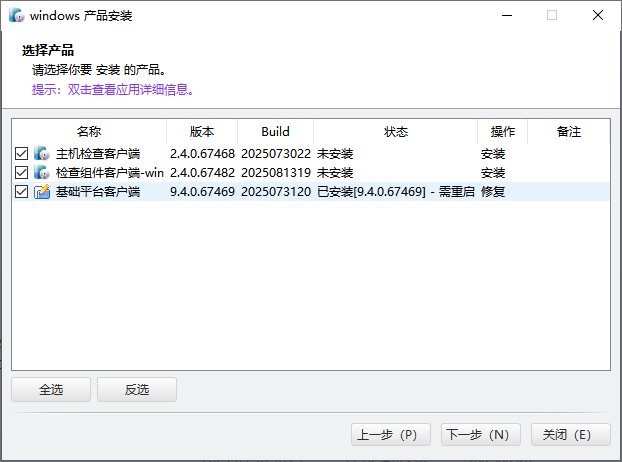 windows 产品安装
选择产品
请选择你要 安装 的产品。
提示：双击查看应用详细信息。
名称 版本 Build 状态 操作 备注
主机检查客户端 2.4.0.67468 2025073022 未安装 安装
检查组件客户端-win 2.4.0.67482 2025081319 未安装 安装
基础平台客户端 9.4.0.67469 2025073120 已安装[9.4.0.67469] - 需重启 修复
全选 反选
上一步（P） 下一步（N） 关闭（E）